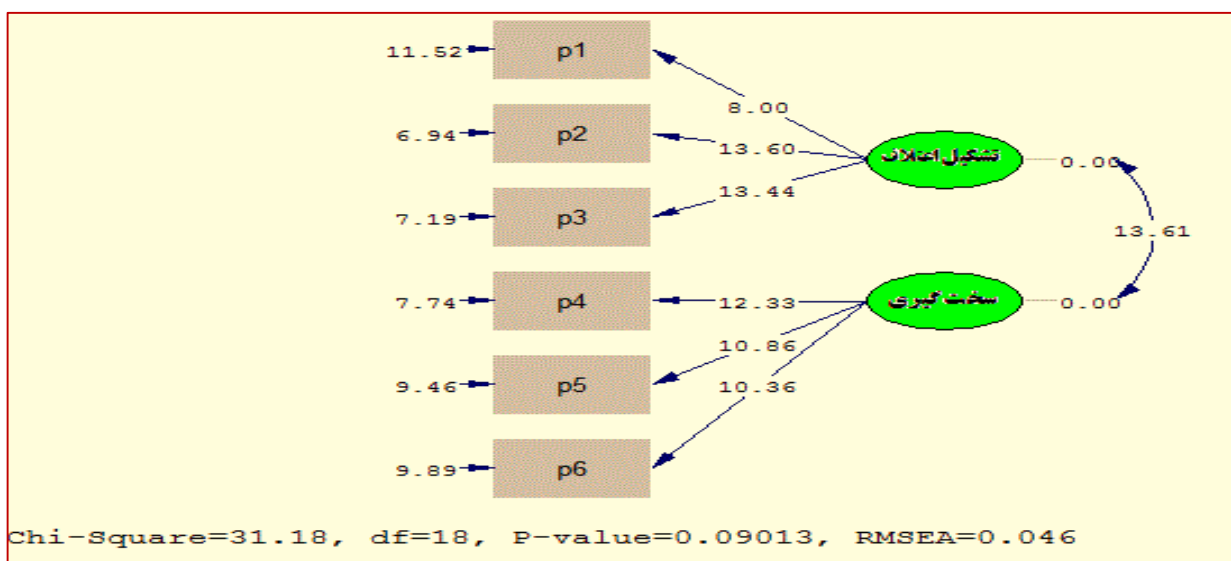 11.52 p1
8.00
6.94 p2
13.60 تشکیل ائتلاف 0.00
7.19 p3
13.44
13.61
7.74 p4
12.33 سخت گیری 0.00
10.86
9.46 p5
10.36
9.89 p6
Chi-Square=31.18, df=18, P-value=0.09013, RMSEA=0.046